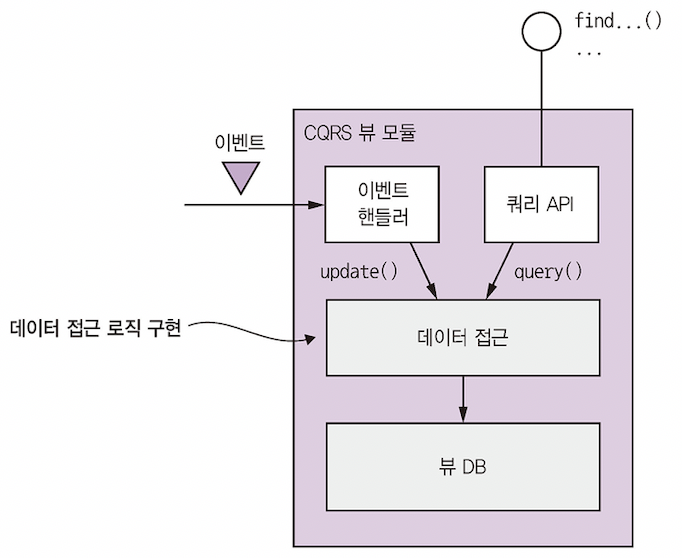 find...()
...
CQRS 뷰 모듈
이벤트
이벤트
핸들러
쿼리 API
update()
query()
데이터 접근 로직 구현
데이터 접근
뷰 DB